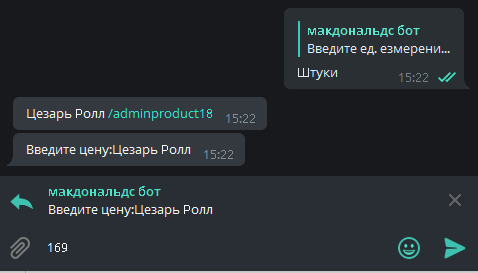 макдональдс бот
Введите ед. езмерени...
Штуки 15:22
Цезарь Ролл /adminproduct18 15:22
Введите цену:Цезарь Ролл 15:22
макдональдс бот
Введите цену:Цезарь Ролл
169